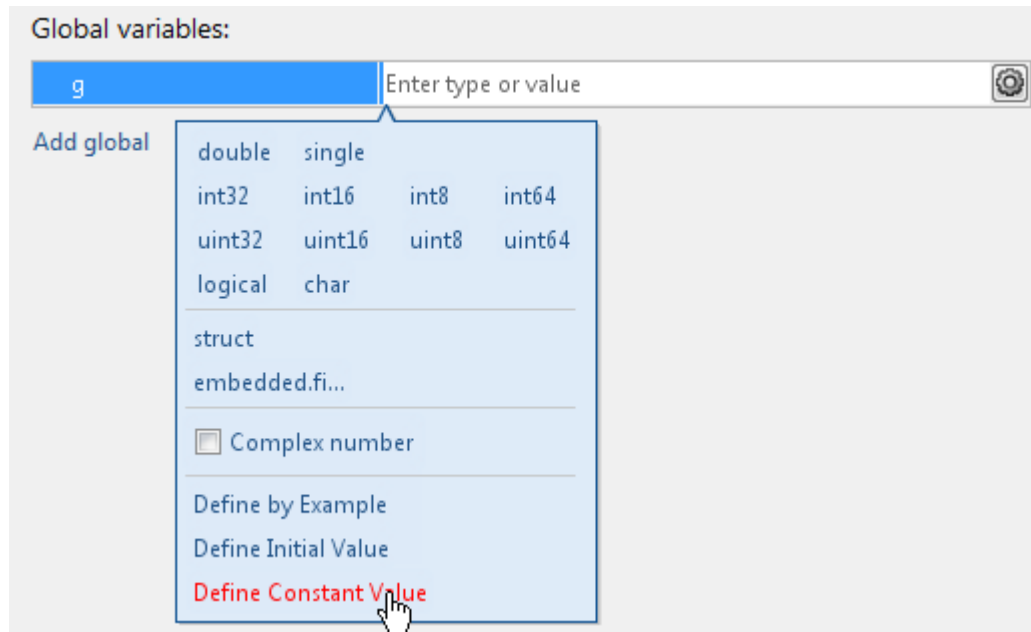 Global variables:
g Enter type or value
Add global
double single
int32 int16 int8 int64
uint32 uint16 uint8 uint64
logical char
struct
embedded.fi...
Complex number
Define by Example
Define Initial Value
Define Constant Value